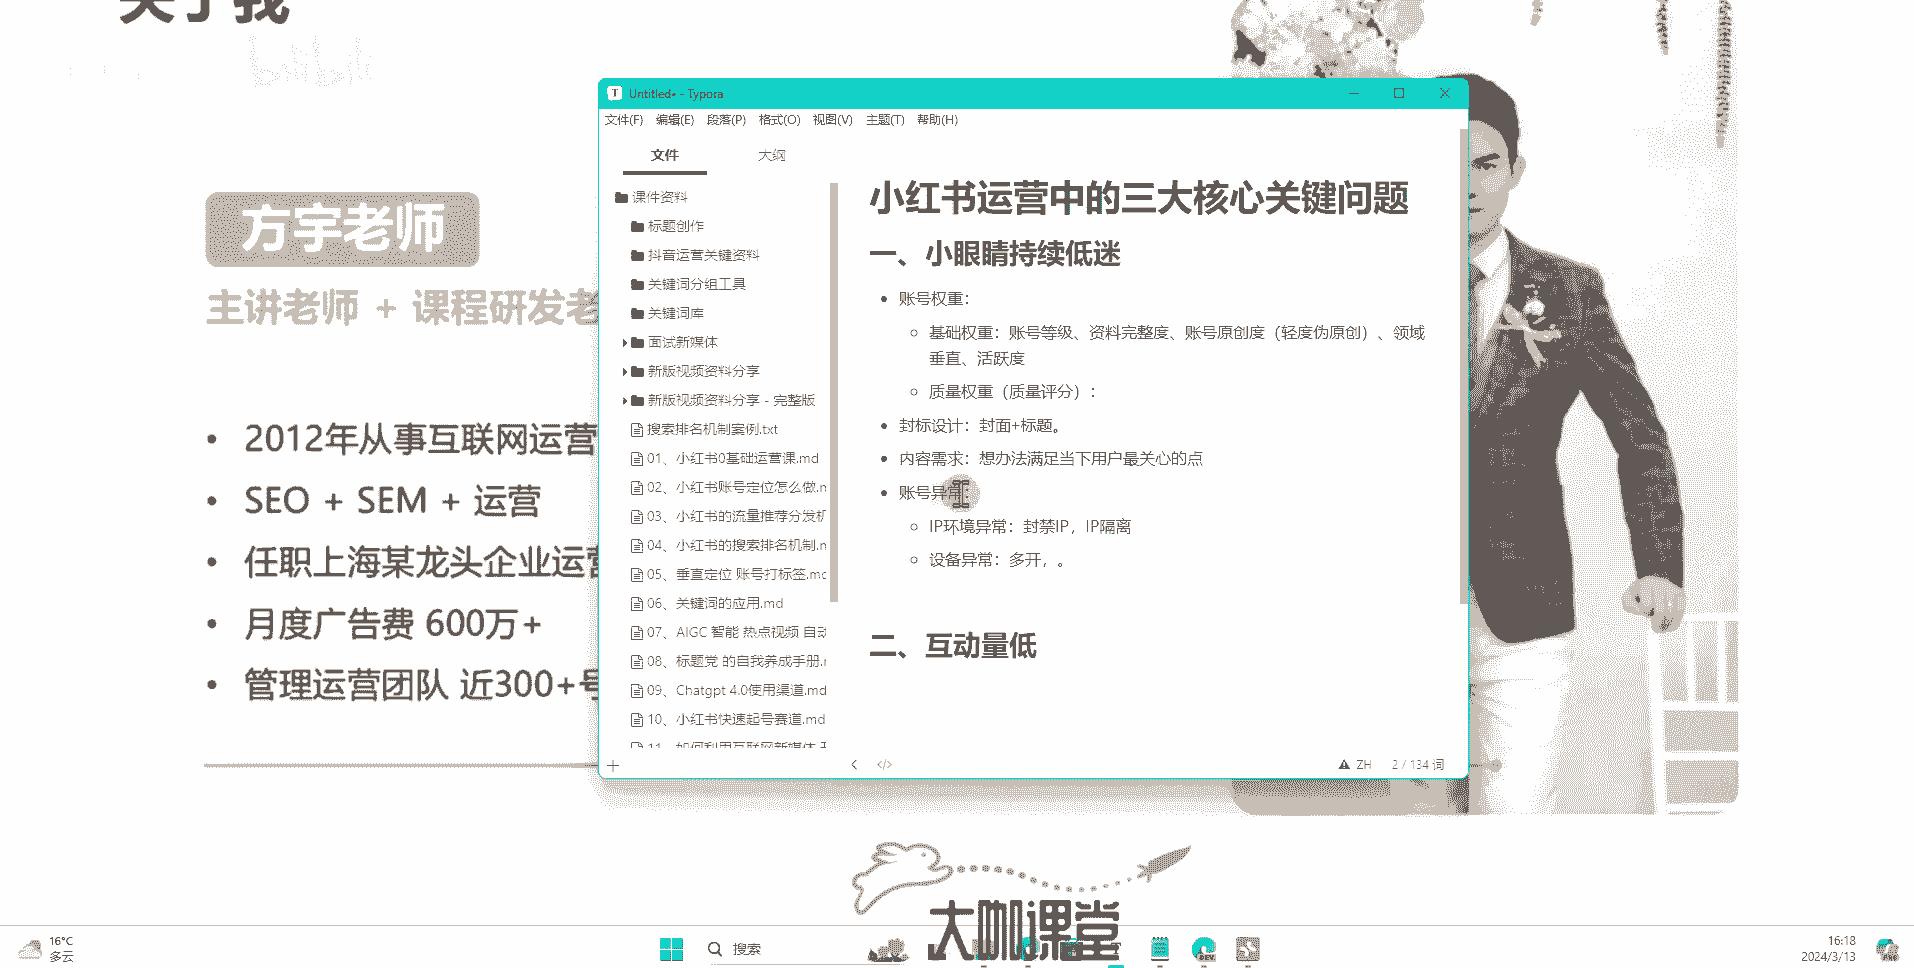 关于我
bilibili
方宇老师
主讲老师 + 课程研发老
2012年从事互联网运营
SEO + SEM + 运营
任职上海某龙头企业运营
月度广告费 600万+
管理运营团队 近300+号
Untitled• - Typora
文件(F) 编辑(E) 段落(P) 格式(O) 视图(V) 主题(T) 帮助(H)
文件 大纲
课件资料
标题创作
抖音运营关键资料
关键词分组工具
关键词库
面试新媒体
新版视频资料分享
新版视频资料分享 - 完整版
搜索排名机制案例.txt
01、小红书0基础运营课.md
02、小红书账号定位怎么做.m
03、小红书的流量推荐分发机
04、小红书的搜索排名机制.m
05、垂直定位 账号打标签.md
06、关键词的应用.md
07、AIGC 智能 热点视频 自动
08、标题党 的自我养成手册.m
09、Chatgpt 4.0使用渠道.md
10、小红书快速起号赛道.md
11、如何利用互联网新媒体
小红书运营中的三大核心关键问题
一、小眼睛持续低迷
账号权重：
基础权重：账号等级、资料完整度、账号原创度（轻度伪原创）、领域
垂直、活跃度
质量权重（质量评分）：
封标设计：封面+标题。
内容需求：想办法满足当下用户最关心的点
账号异常：
IP环境异常：封禁IP，IP隔离
设备异常：多开，。
二、互动量低
ZH 2 / 134 词
大咖课堂
16°C
多云
搜索
DEV
16:18
2024/3/13